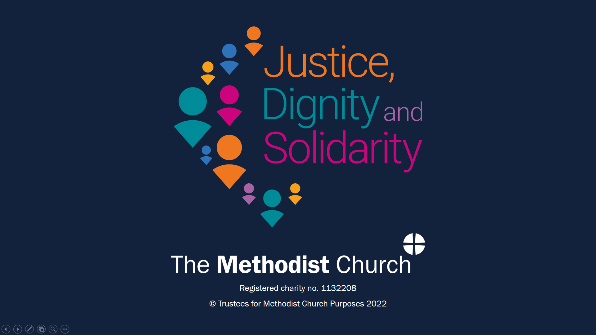 Justice,
Dignity and
Solidarity
The Methodist Church
Registered charity no. 1132208
© Trustees for Methodist Church Purposes 2022